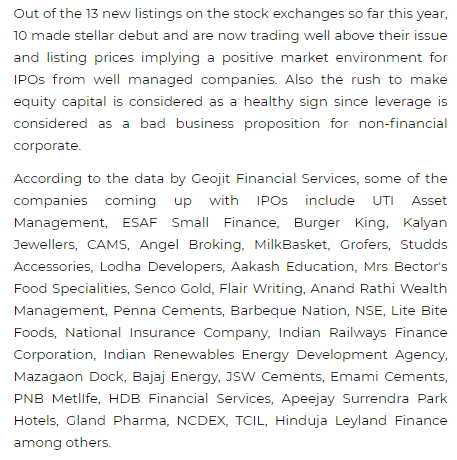 Out of the 13 new listings on the stock exchanges so far this year,
10 made stellar debut and are now trading well above their issue
and listing prices implying a positive market environment for
IPOs from well managed companies. Also the rush to make
equity capital is considered as a healthy sign since leverage is
considered as a bad business proposition for non-financial
corporate.
According to the data by Geojit Financial Services, some of the
companies coming up with IPOs include UTI Asset
Management, ESAF Small Finance, Burger King, Kalyan
Jewellers, CAMS, Angel Broking, MilkBasket, Grofers, Studds
Accessories, Lodha Developers, Aakash Education, Mrs Bector's
Food Specialities, Senco Gold, Flair Writing, Anand Rathi Wealth
Management, Penna Cements, Barbeque Nation, NSE, Lite Bite
Foods, National Insurance Company, Indian Railways Finance
Corporation, Indian Renewables Energy Development Agency,
Mazagaon Dock, Bajaj Energy, JSW Cements, Emami Cements,
PNB MetlIfe, HDB Financial Services, Apeejay Surrendra Park
Hotels, Gland Pharma, NCDEX, TCIL, Hinduja Leyland Finance
among others.